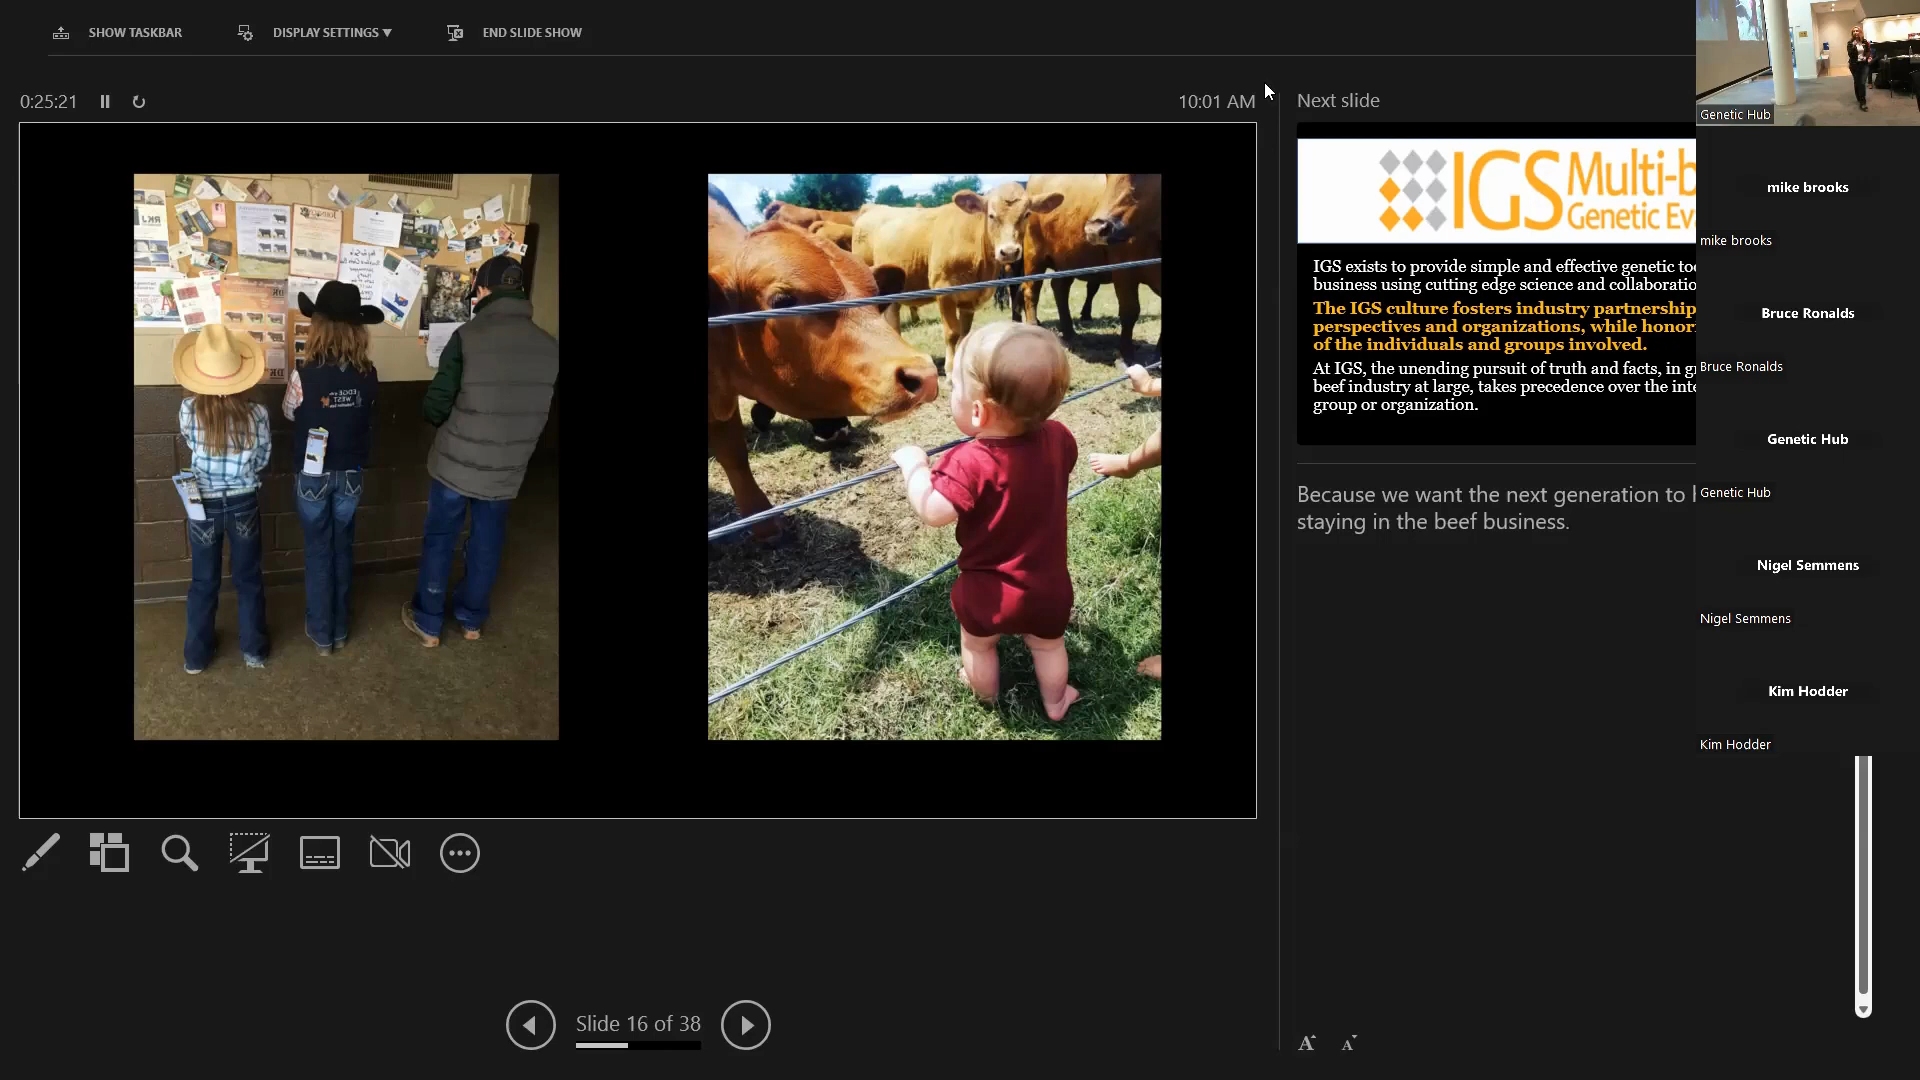 SHOW TASKBAR
DISPLAY SETTINGS ▼
END SLIDE SHOW
0:25:21
10:01 AM
Next slide
IGS Multi-b
Genetic Ev
IGS exists to provide simple and effective genetic to
business using cutting edge science and collaboratio
The IGS culture fosters industry partnership
perspectives and organizations, while honor
of the individuals and groups involved.
At IGS, the unending pursuit of truth and facts, in g
beef industry at large, takes precedence over the inte
group or organization.
Because we want the next generation to
staying in the beef business.
Slide 16 of 38
A A
Genetic Hub
mike brooks
mike brooks
Bruce Ronalds
Bruce Ronalds
Genetic Hub
Genetic Hub
Nigel Semmens
Nigel Semmens
Kim Hodder
Kim Hodder
EDGE
WEST